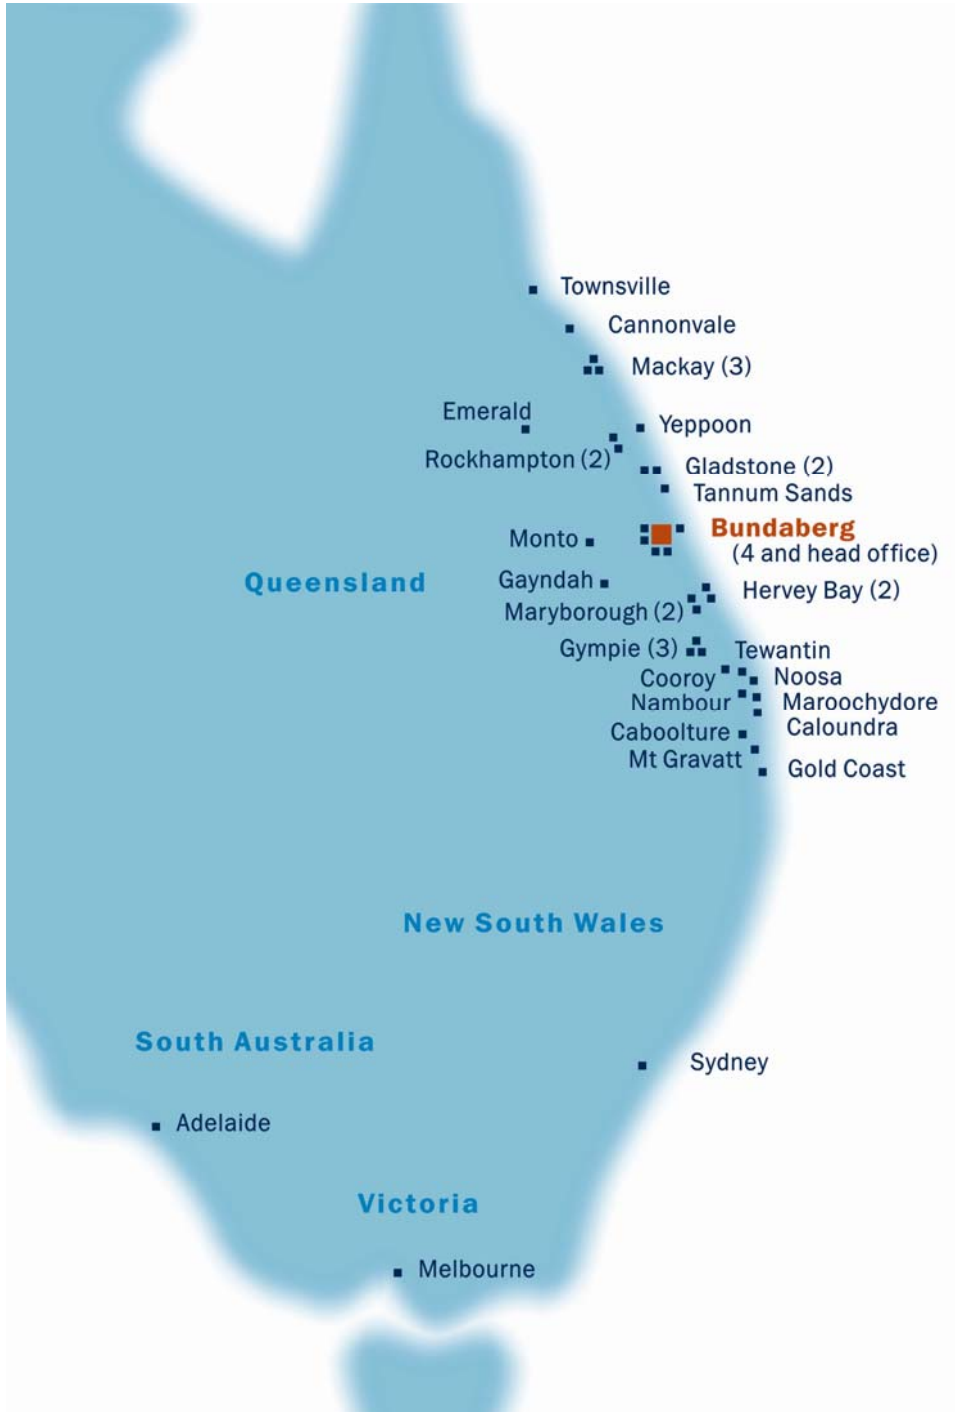 Townsville
Cannonvale
Mackay (3)
Emerald
Yeppoon
Rockhampton (2)
Gladstone (2)
Tannum Sands
Bundaberg
(4 and head office)
Monto
Queensland
Gayndah
Hervey Bay (2)
Maryborough (2)
Gympie (3)
Tewantin
Cooroy
Noosa
Nambour
Maroochydore
Caloundra
Caboolture
Mt Gravatt
Gold Coast
New South Wales
South Australia
Sydney
Adelaide
Victoria
Melbourne